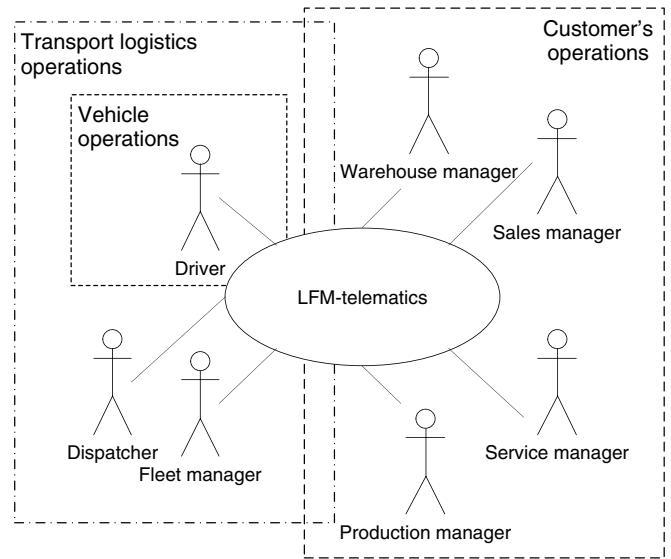 Transport logistics
operations
Customer's
operations
Vehicle
operations
Warehouse manager
Sales manager
Driver
LFM-telematics
Dispatcher
Fleet manager
Service manager
Production manager